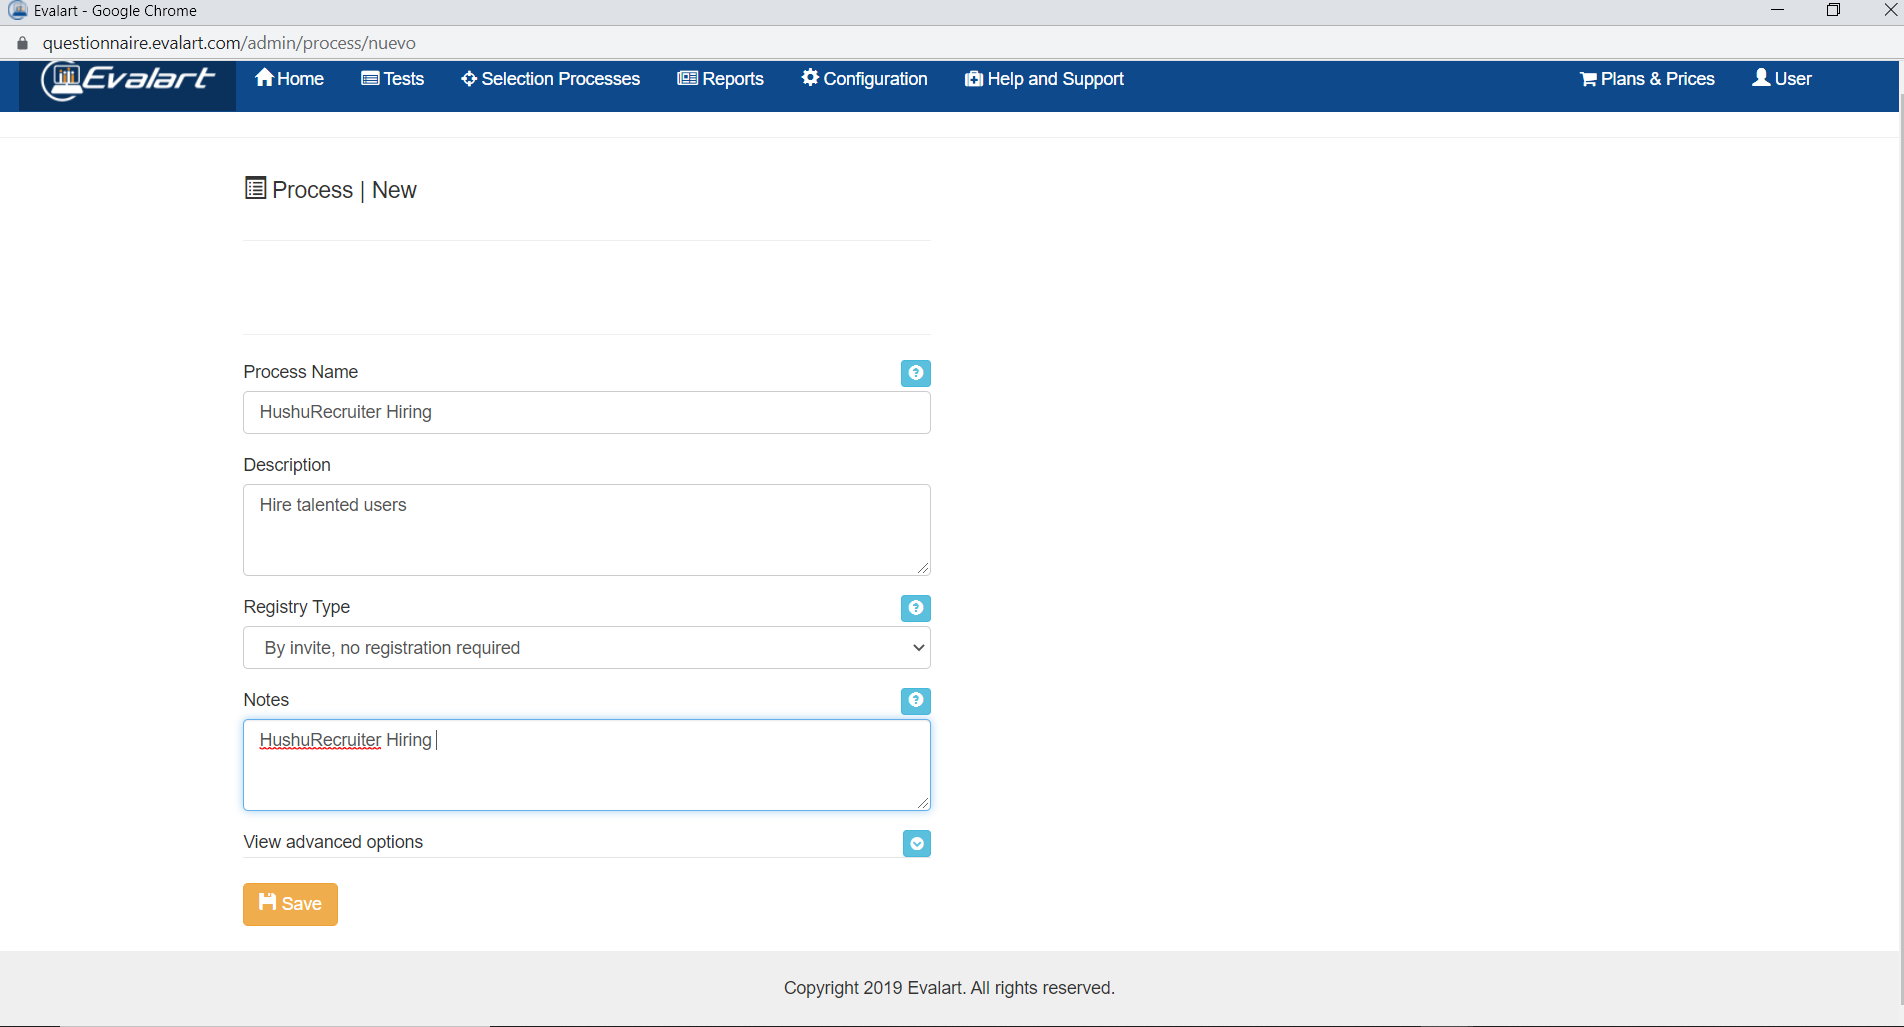 Evalart - Google Chrome
questionnaire.evalart.com/admin/process/nuevo
Evalart Home Tests Selection Processes Reports Configuration Help and Support Plans & Prices User
Process | New
Process Name
HushuRecruiter Hiring
Description
Hire talented users
Registry Type
By invite, no registration required
Notes
HushuRecruiter Hiring
View advanced options
Save
Copyright 2019 Evalart. All rights reserved.